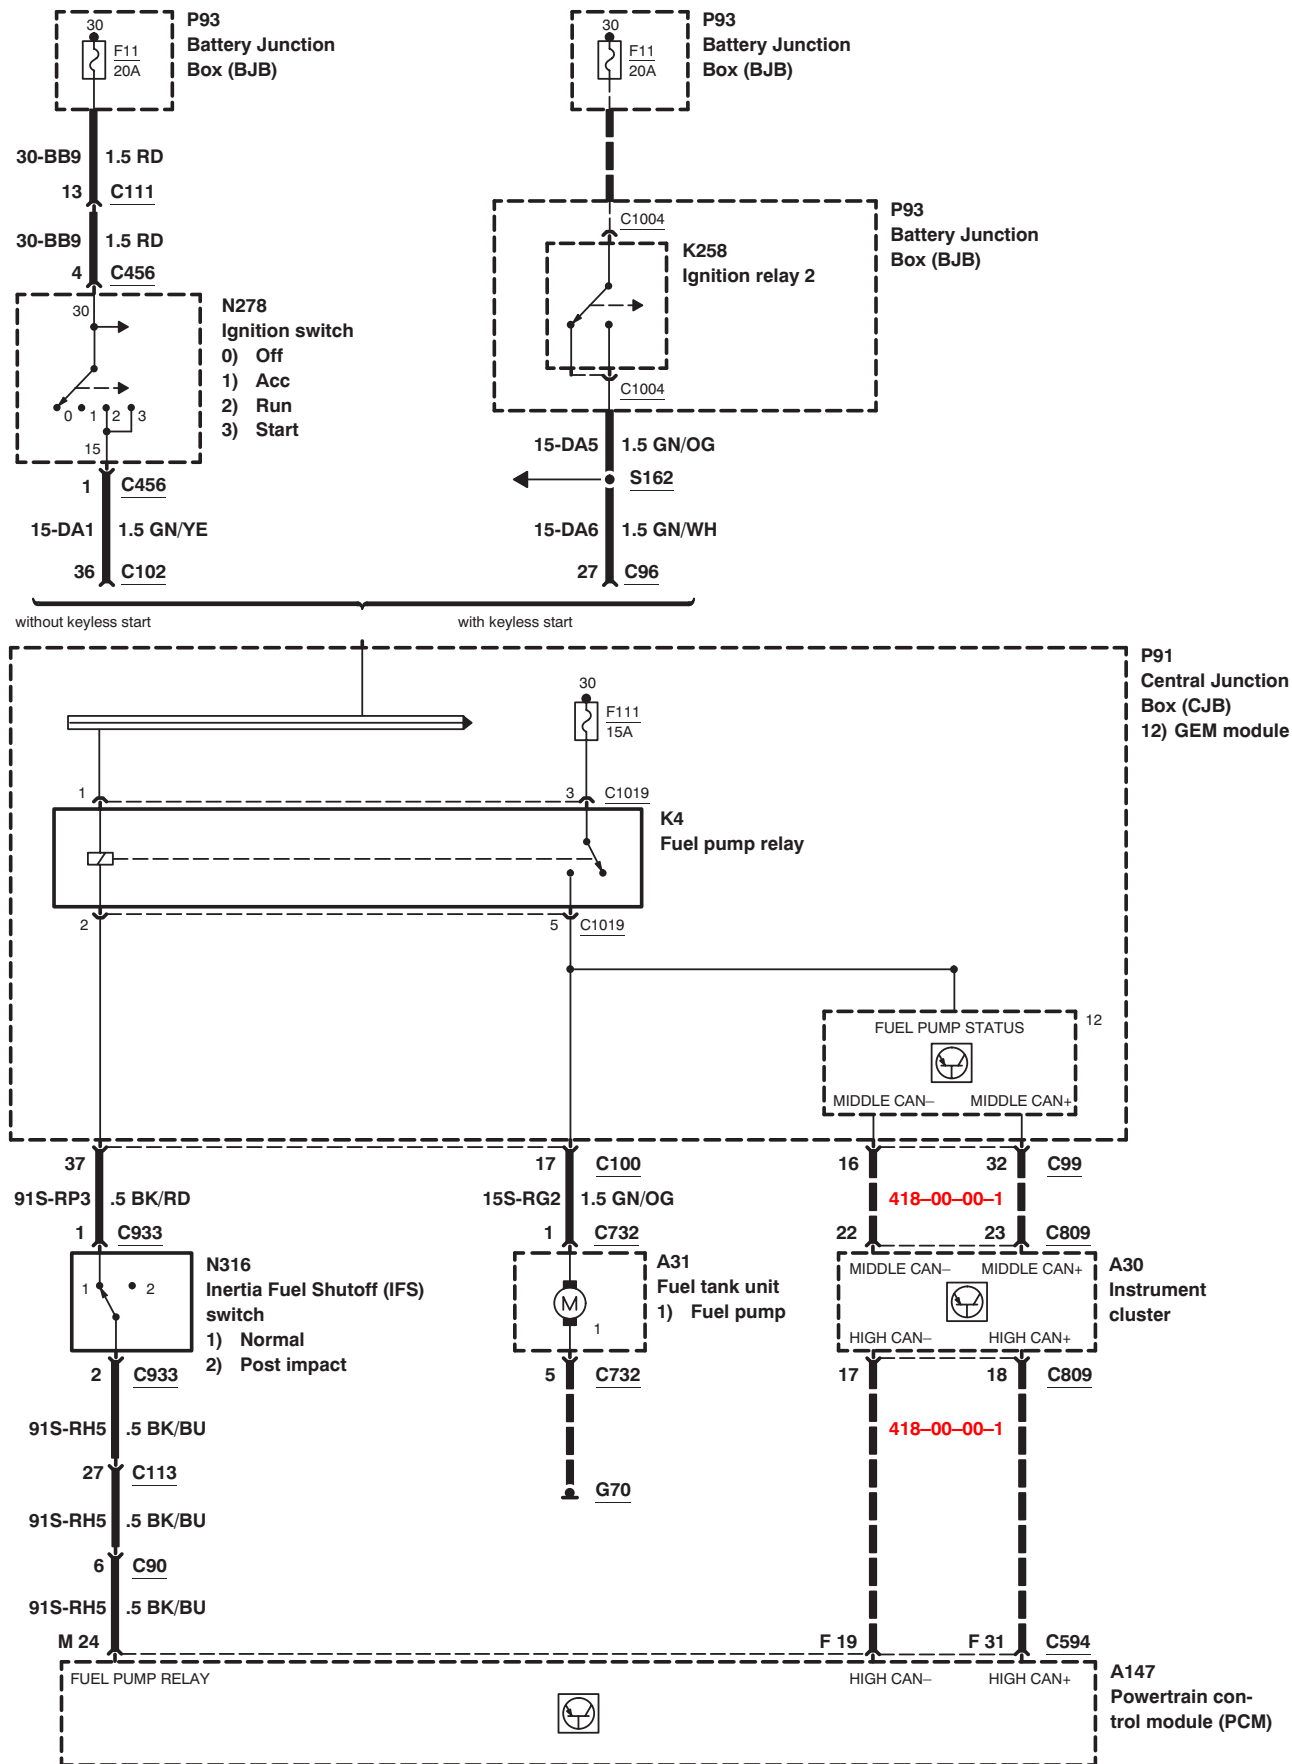 30
F11
20A
P93
Battery Junction
Box (BJB)
30
F11
20A
P93
Battery Junction
Box (BJB)
30-BB9 1.5 RD
13 C111
30-BB9 1.5 RD
4 C456
30
0 1 2 3
15
N278
Ignition switch
0) Off
1) Acc
2) Run
3) Start
1 C456
15-DA1 1.5 GN/YE
36 C102
C1004
K258
Ignition relay 2
C1004
P93
Battery Junction
Box (BJB)
15-DA5 1.5 GN/OG
S162
15-DA6 1.5 GN/WH
27 C96
without keyless start
with keyless start
P91
Central Junction
Box (CJB)
12) GEM module
30
F111
15A
1
3 C1019
K4
Fuel pump relay
2
5 C1019
12
FUEL PUMP STATUS
MIDDLE CAN– MIDDLE CAN+
37
17 C100
16
32 C99
91S-RP3 .5 BK/RD
15S-RG2 1.5 GN/OG
418–00–00–1
1 C933
1 C732
22
23 C809
1 2
N316
Inertia Fuel Shutoff (IFS)
switch
1) Normal
2) Post impact
M
1
A31
Fuel tank unit
1) Fuel pump
MIDDLE CAN– MIDDLE CAN+
HIGH CAN– HIGH CAN+
A30
Instrument
cluster
2 C933
5 C732
17
18 C809
91S-RH5 .5 BK/BU
418–00–00–1
27 C113
G70
91S-RH5 .5 BK/BU
6 C90
91S-RH5 .5 BK/BU
M 24
F 19
F 31 C594
FUEL PUMP RELAY
HIGH CAN– HIGH CAN+
A147
Powertrain con-
trol module (PCM)